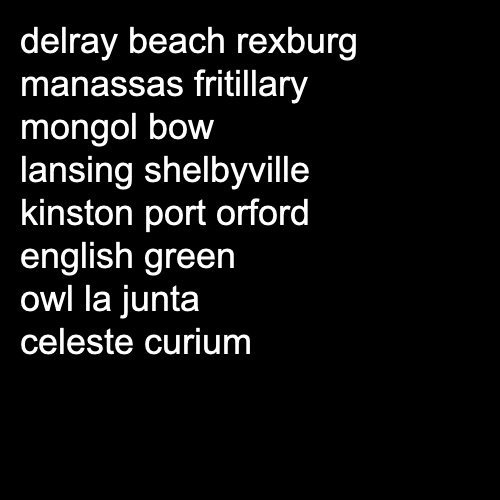 delray beach rexburg
manassas fritillary
mongol bow
lansing shelbyville
kinston port orford
english green
owl la junta
celeste curium